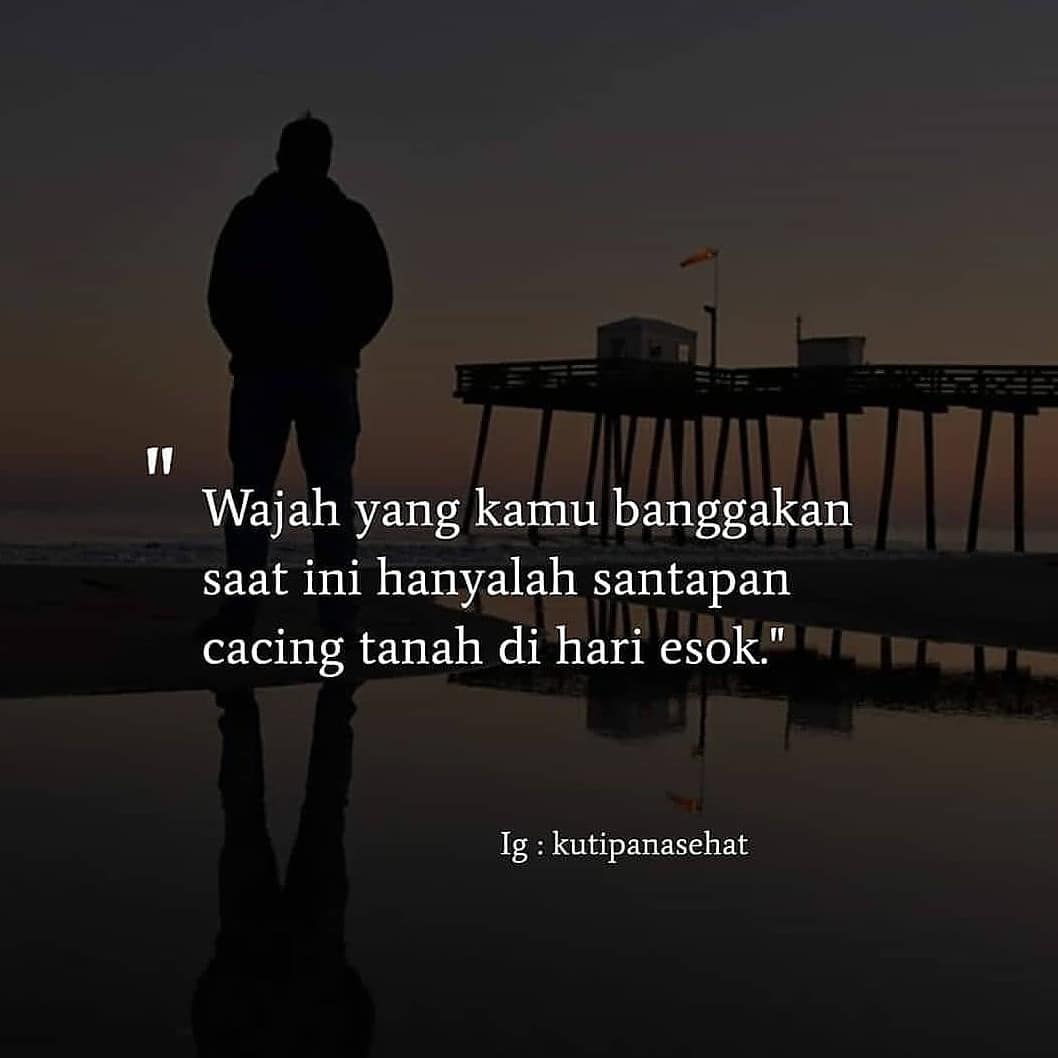 "
Wajah yang kamu banggakan
saat ini hanyalah santapan
cacing tanah di hari esok."
Ig : kutipanasehat